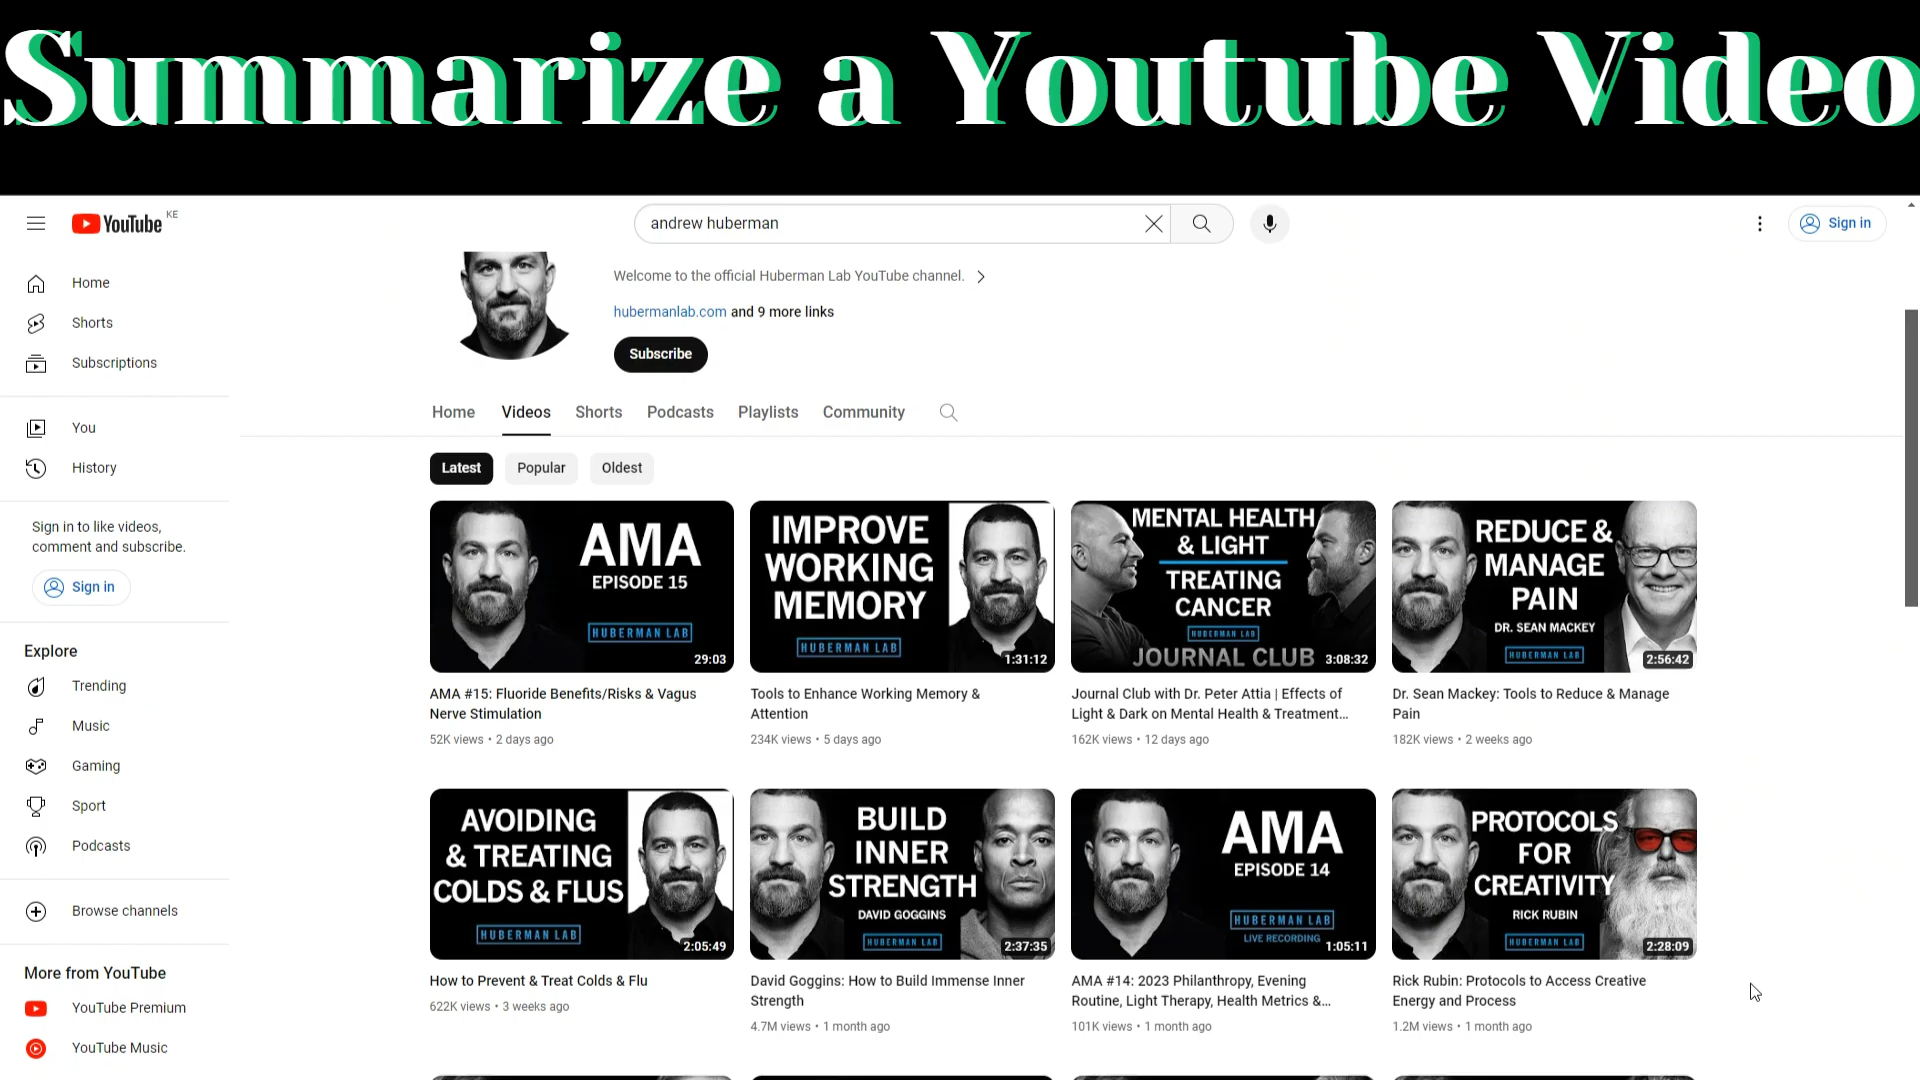 Summarize a Youtube Video
YouTube KE
andrew huberman
Sign in
Home
Shorts
Subscriptions
You
History
Sign in to like videos,
comment and subscribe.
Sign in
Explore
Trending
Music
Gaming
Sport
Podcasts
Browse channels
More from YouTube
YouTube Premium
YouTube Music
Welcome to the official Huberman Lab YouTube channel.
hubermanlab.com and 9 more links
Subscribe
Home Videos Shorts Podcasts Playlists Community
Latest Popular Oldest
AMA
EPISODE 15
HUBERMAN LAB
29:03
AMA #15: Fluoride Benefits/Risks & Vagus
Nerve Stimulation
52K views • 2 days ago
IMPROVE
WORKING
MEMORY
HUBERMAN LAB
1:31:12
Tools to Enhance Working Memory &
Attention
234K views • 5 days ago
MENTAL HEALTH
& LIGHT
TREATING
CANCER
HUBERMAN LAB
JOURNAL CLUB
3:08:32
Journal Club with Dr. Peter Attia | Effects of
Light & Dark on Mental Health & Treatment...
162K views • 12 days ago
REDUCE &
MANAGE
PAIN
DR. SEAN MACKEY
HUBERMAN LAB
2:56:42
Dr. Sean Mackey: Tools to Reduce & Manage
Pain
182K views • 2 weeks ago
AVOIDING
& TREATING
COLDS & FLUS
HUBERMAN LAB
2:05:49
How to Prevent & Treat Colds & Flu
622K views • 3 weeks ago
BUILD
INNER
STRENGTH
DAVID GOGGINS
HUBERMAN LAB
2:37:35
David Goggins: How to Build Immense Inner
Strength
4.7M views • 1 month ago
AMA
EPISODE 14
HUBERMAN LAB
LIVE RECORDING
1:05:11
AMA #14: 2023 Philanthropy, Evening
Routine, Light Therapy, Health Metrics &...
101K views • 1 month ago
PROTOCOLS
FOR
CREATIVITY
RICK RUBIN
HUBERMAN LAB
2:28:09
Rick Rubin: Protocols to Access Creative
Energy and Process
1.2M views • 1 month ago